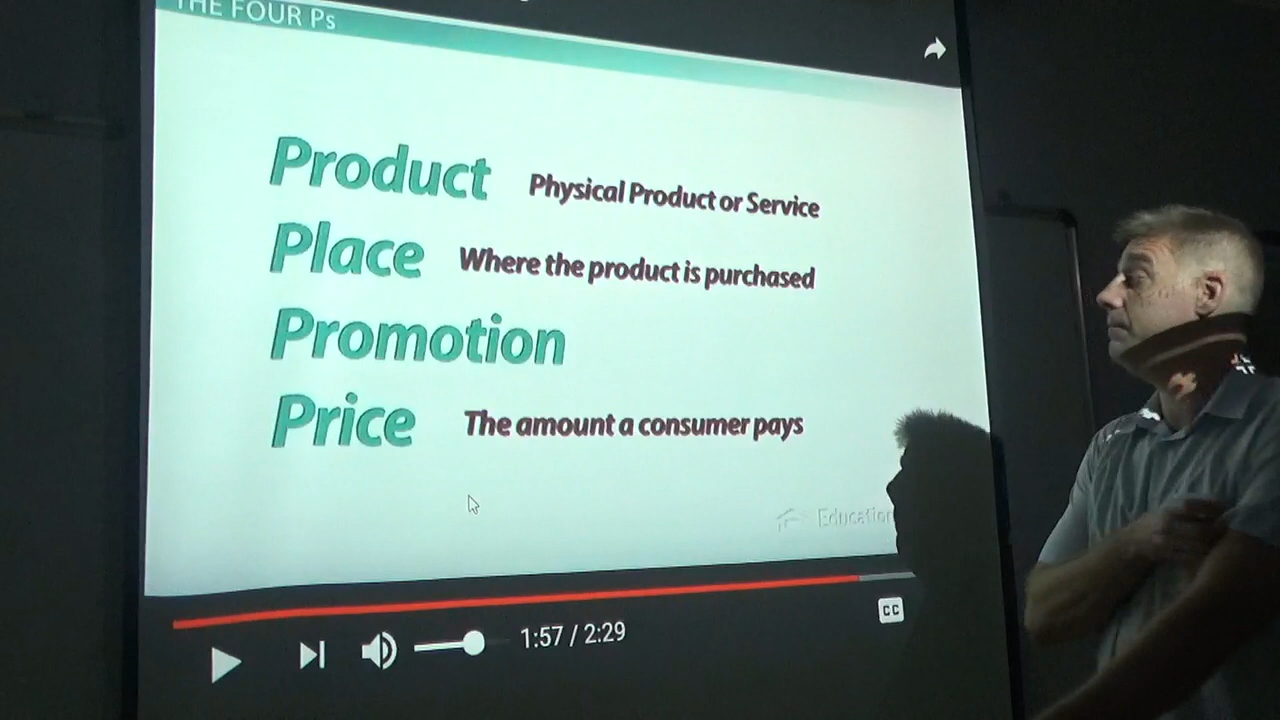 THE FOUR Ps
Product Physical Product or Service
Place Where the product is purchased
Promotion
Price The amount a consumer pays
Education
1:57 / 2:29
CC